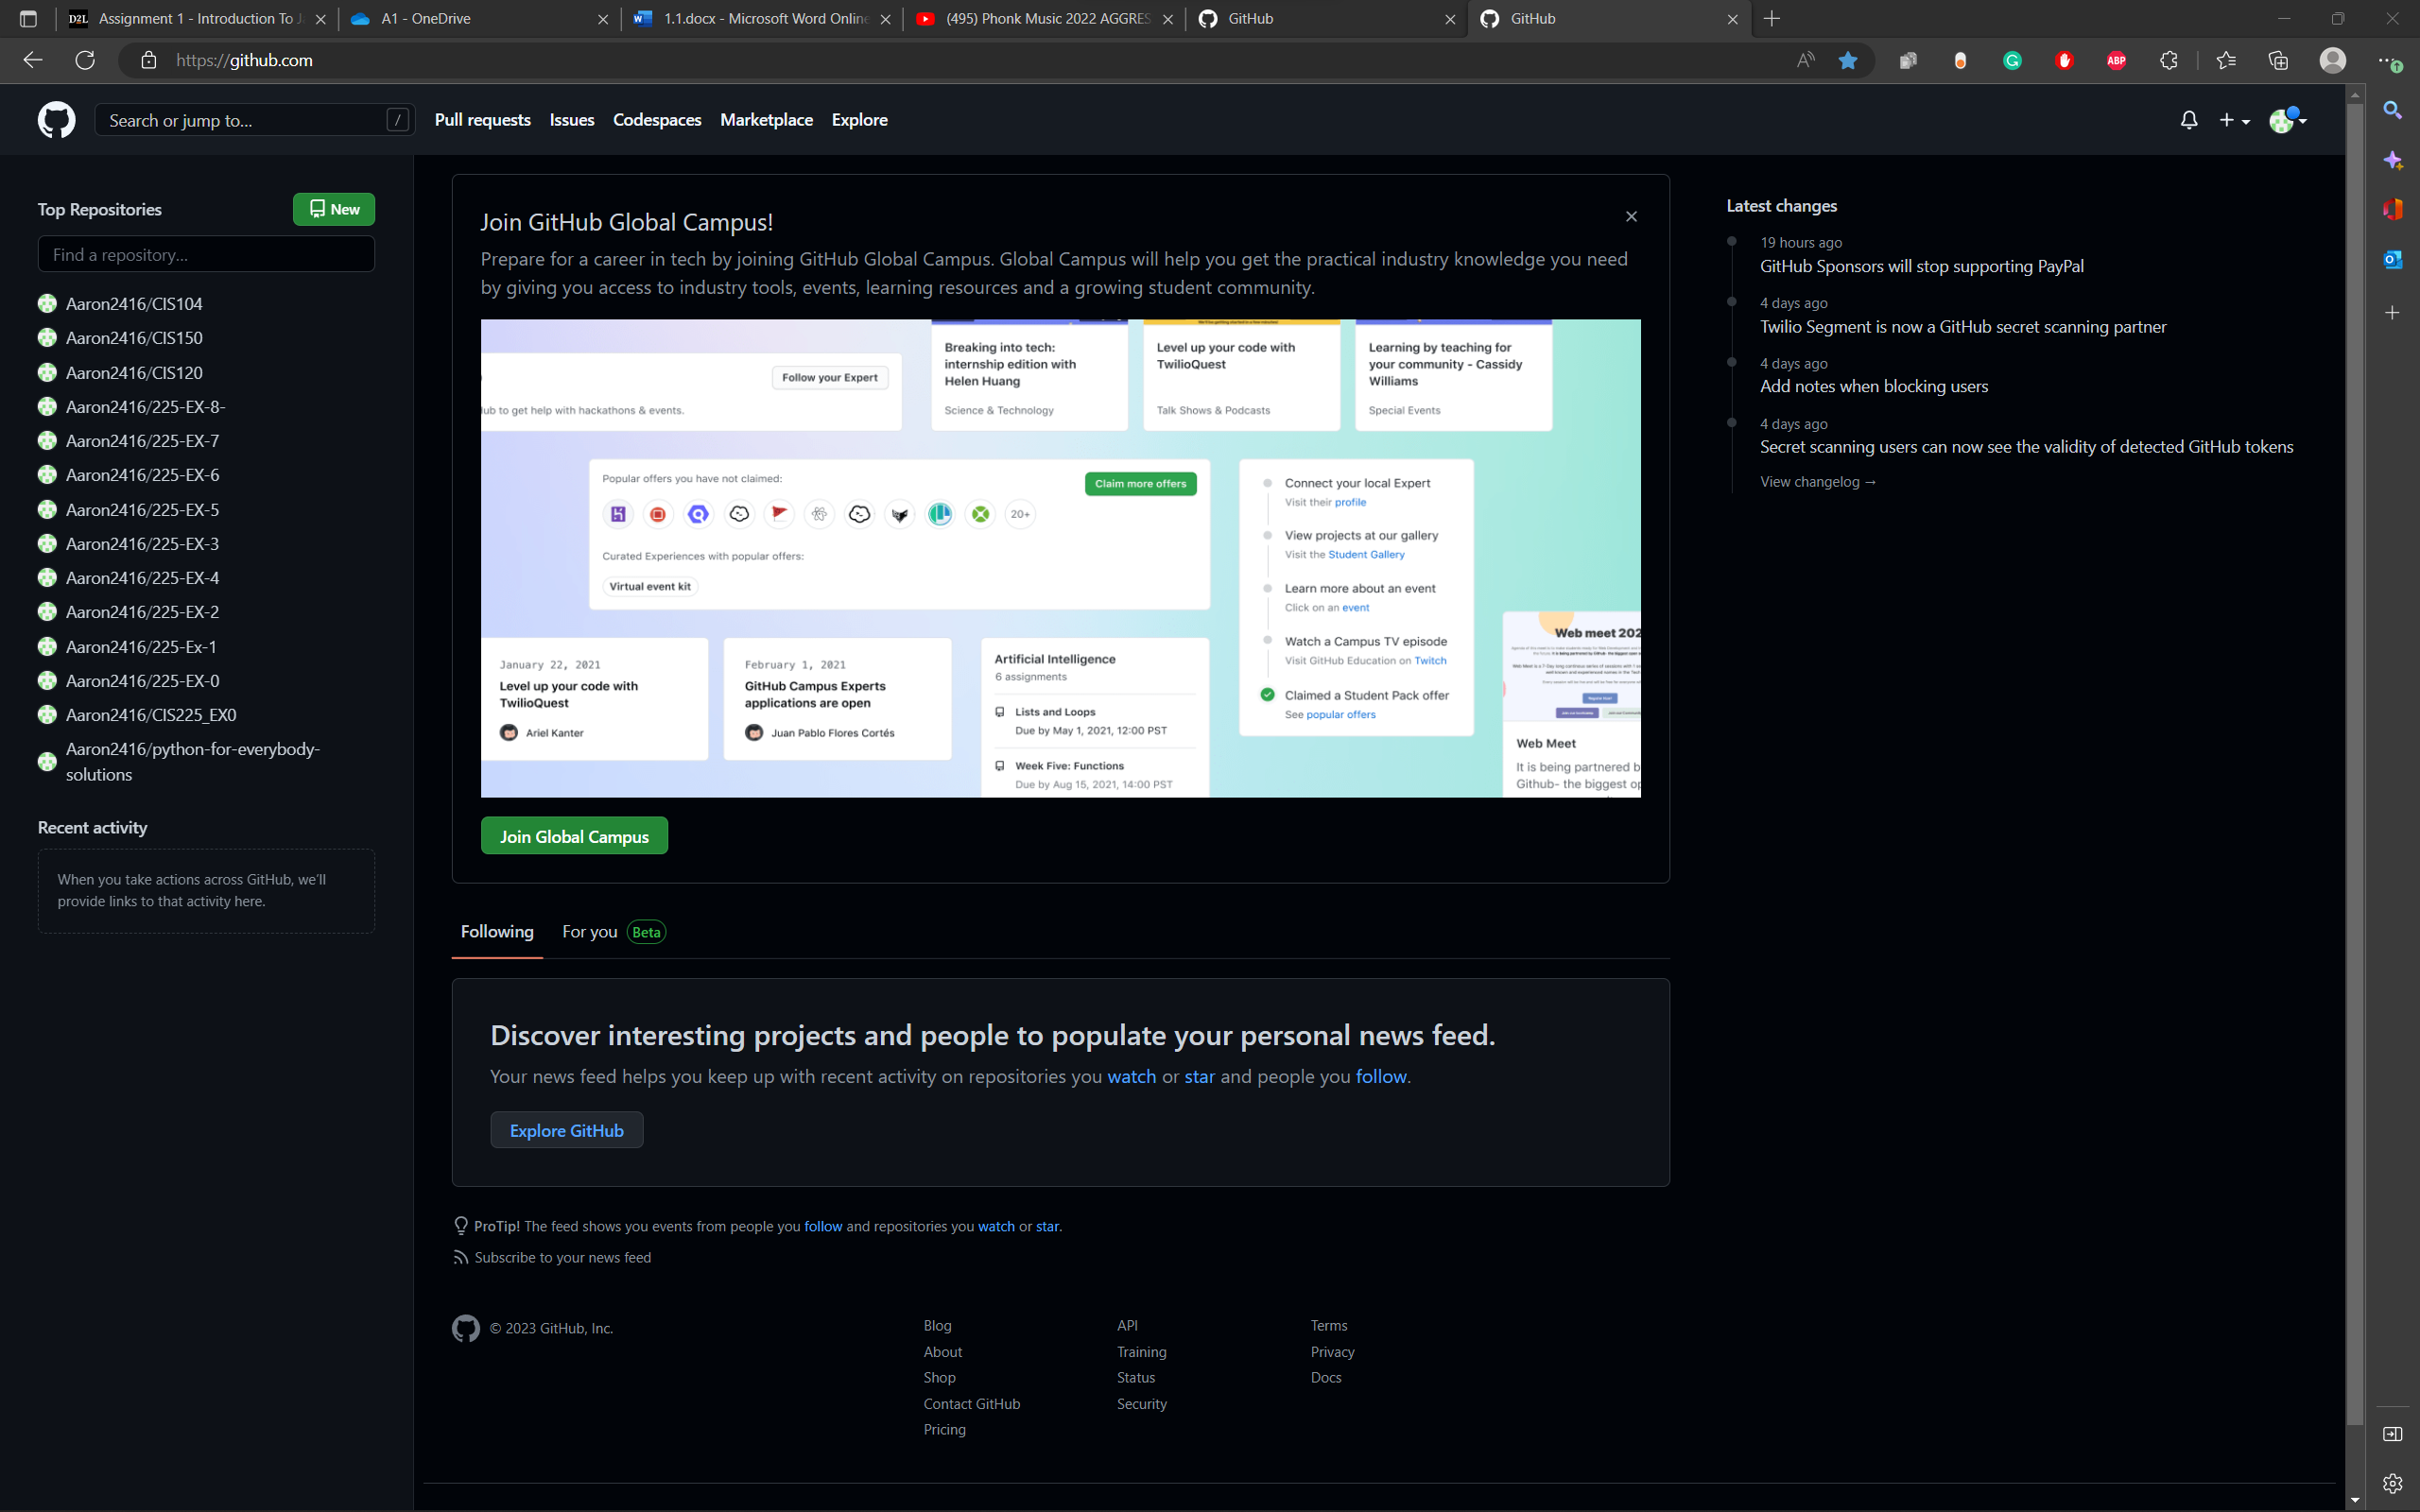 D2L Assignment 1 - Introduction To J
A1 - OneDrive
1.1.docx - Microsoft Word Online
(495) Phonk Music 2022 AGGRES
GitHub
GitHub
https://github.com
ABP
Search or jump to...
/
Pull requests
Issues
Codespaces
Marketplace
Explore
Top Repositories
New
Find a repository...
Aaron2416/CIS104
Aaron2416/CIS150
Aaron2416/CIS120
Aaron2416/225-EX-8-
Aaron2416/225-EX-7
Aaron2416/225-EX-6
Aaron2416/225-EX-5
Aaron2416/225-EX-3
Aaron2416/225-EX-4
Aaron2416/225-EX-2
Aaron2416/225-Ex-1
Aaron2416/225-EX-0
Aaron2416/CIS225_EX0
Aaron2416/python-for-everybody-
solutions
Recent activity
When you take actions across GitHub, we'll
provide links to that activity here.
Join GitHub Global Campus!
Prepare for a career in tech by joining GitHub Global Campus. Global Campus will help you get the practical industry knowledge you need
by giving you access to industry tools, events, learning resources and a growing student community.
Follow your Expert
ub to get help with hackathons & events.
Breaking into tech:
internship edition with
Helen Huang
Science & Technology
Level up your code with
TwilioQuest
Talk Shows & Podcasts
Learning by teaching for
your community - Cassidy
Williams
Special Events
Popular offers you have not claimed:
Claim more offers
20+
Curated Experiences with popular offers:
Virtual event kit
Connect your local Expert
Visit their profile
View projects at our gallery
Visit the Student Gallery
Learn more about an event
Click on an event
Watch a Campus TV episode
Visit GitHub Education on Twitch
Claimed a Student Pack offer
See popular offers
January 22, 2021
Level up your code with
TwilioQuest
Ariel Kanter
February 1, 2021
GitHub Campus Experts
applications are open
Juan Pablo Flores Cortés
Artificial Intelligence
6 assignments
Lists and Loops
Due by May 1, 2021, 12:00 PST
Week Five: Functions
Due by Aug 15, 2021, 14:00 PST
Web meet 202
Web Meet
It is being partnered b
Github- the biggest op
Join Global Campus
Following
For you
Beta
Discover interesting projects and people to populate your personal news feed.
Your news feed helps you keep up with recent activity on repositories you watch or star and people you follow.
Explore GitHub
ProTip! The feed shows you events from people you follow and repositories you watch or star.
Subscribe to your news feed
Latest changes
19 hours ago
GitHub Sponsors will stop supporting PayPal
4 days ago
Twilio Segment is now a GitHub secret scanning partner
4 days ago
Add notes when blocking users
4 days ago
Secret scanning users can now see the validity of detected GitHub tokens
View changelog →
© 2023 GitHub, Inc.
Blog
About
Shop
Contact GitHub
Pricing
API
Training
Status
Security
Terms
Privacy
Docs